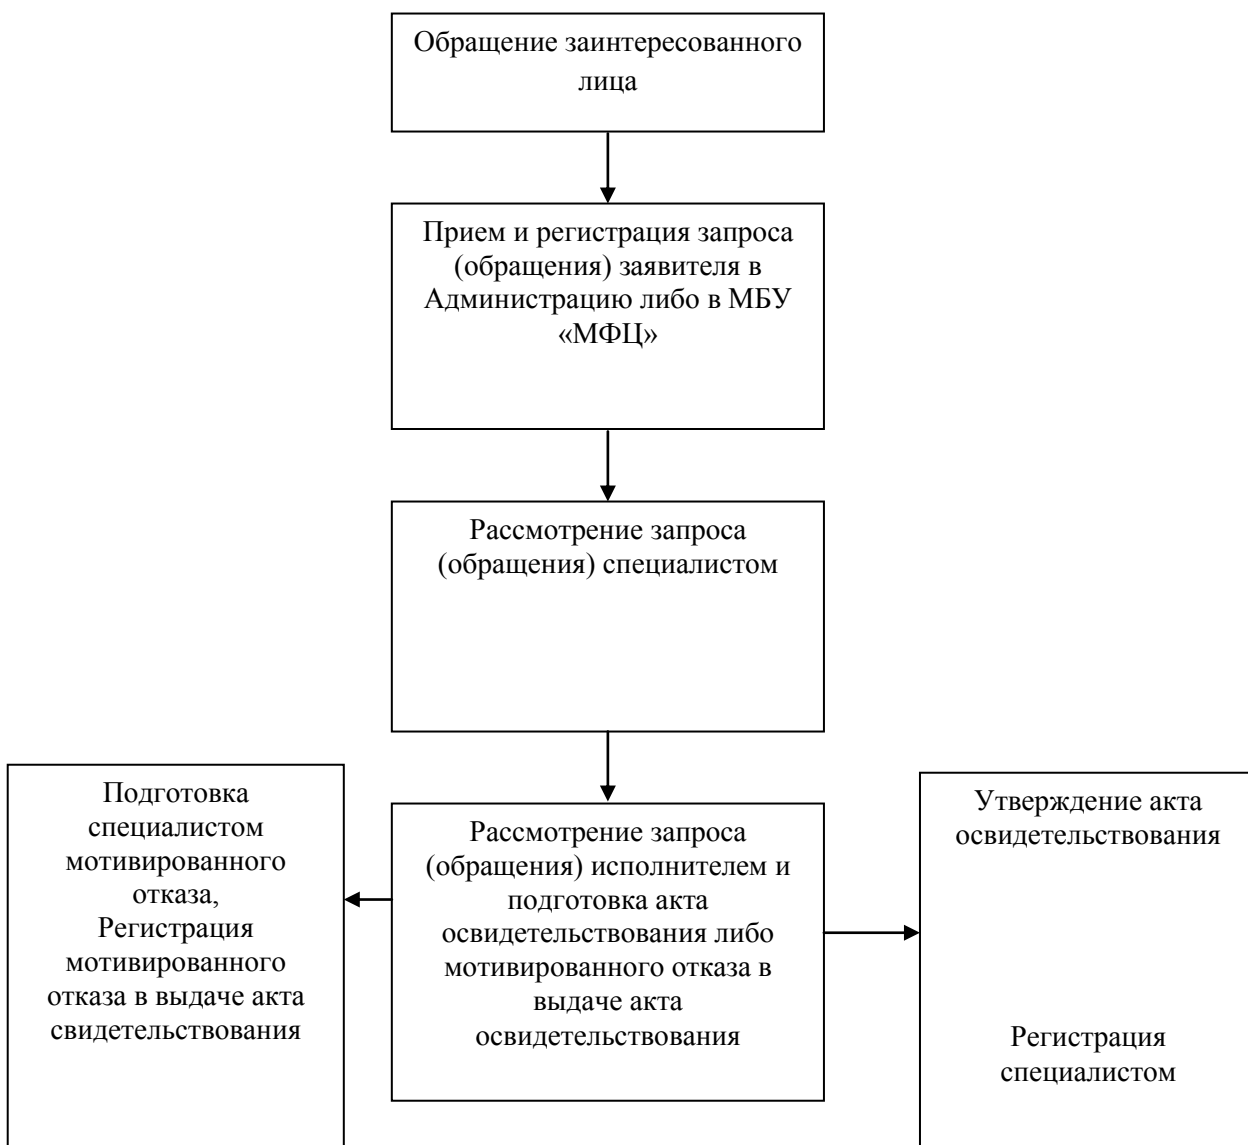 Обращение заинтересованного
лица
Прием и регистрация запроса
(обращения) заявителя в
Администрацию либо в МБУ
«МФЦ»
Рассмотрение запроса
(обращения) специалистом
Подготовка
специалистом
мотивированного
отказа,
Регистрация
мотивированного
отказа в выдаче акта
свидетельствования
Рассмотрение запроса
(обращения) исполнителем и
подготовка акта
освидетельствования либо
мотивированного отказа в
выдаче акта
освидетельствования
Утверждение акта
освидетельствования
Регистрация
специалистом